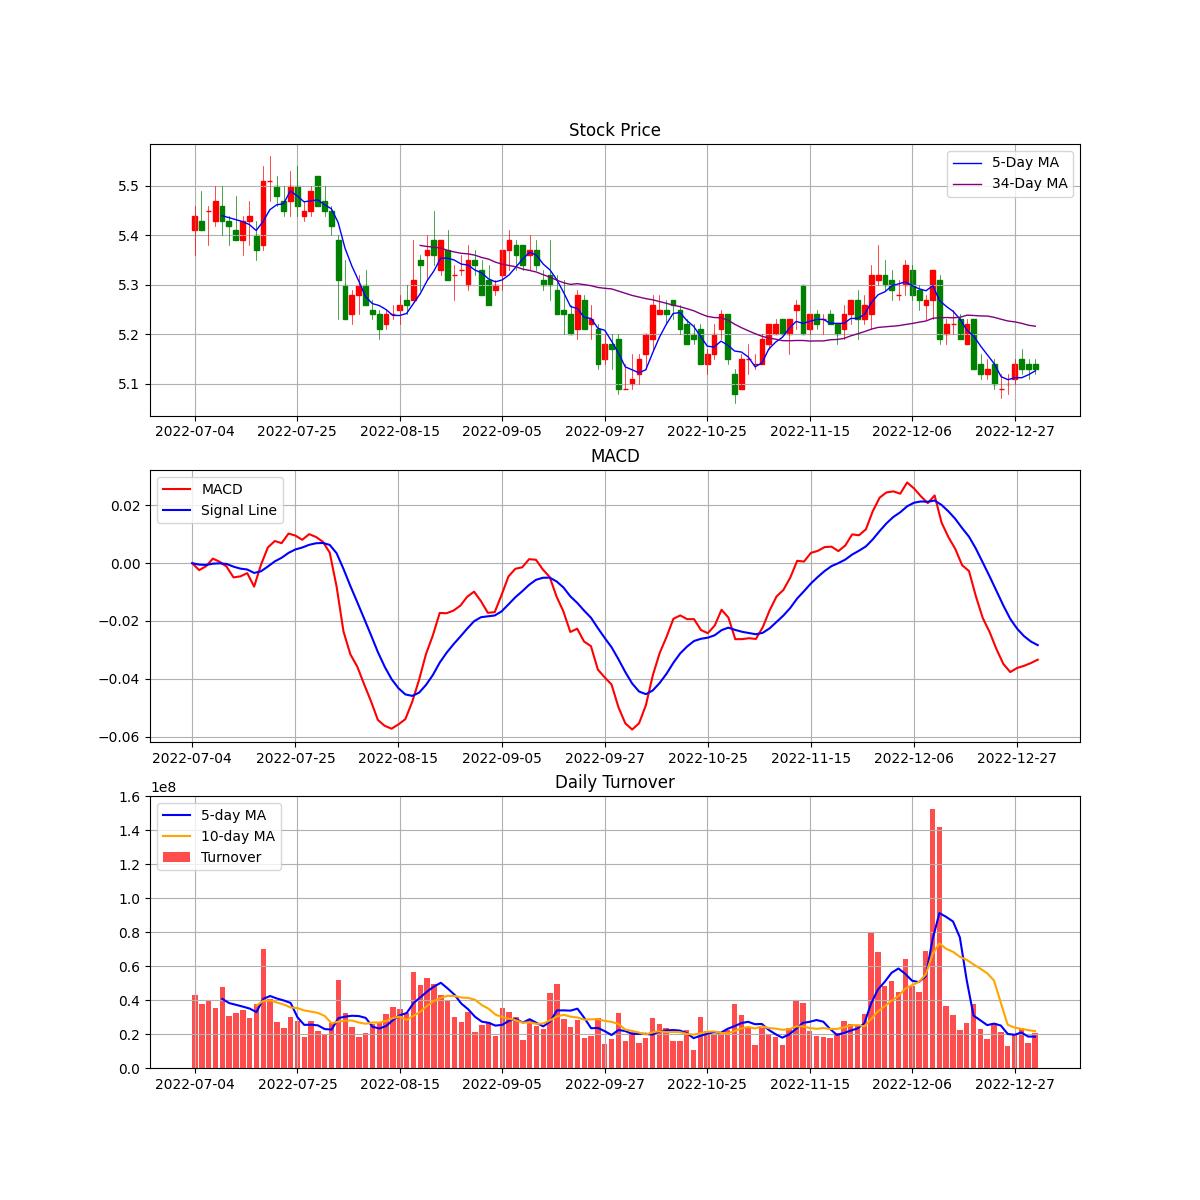 Stock Price
5-Day MA
34-Day MA
5.5
5.4
5.3
5.2
5.1
2022-07-04 2022-07-25 2022-08-15 2022-09-05 2022-09-27 2022-10-25 2022-11-15 2022-12-06 2022-12-27
MACD
MACD
Signal Line
0.02
0.00
−0.02
−0.04
−0.06
2022-07-04 2022-07-25 2022-08-15 2022-09-05 2022-09-27 2022-10-25 2022-11-15 2022-12-06 2022-12-27
Daily Turnover
1e8
5-day MA
10-day MA
Turnover
1.6
1.4
1.2
1.0
0.8
0.6
0.4
0.2
0.0
2022-07-04 2022-07-25 2022-08-15 2022-09-05 2022-09-27 2022-10-25 2022-11-15 2022-12-06 2022-12-27